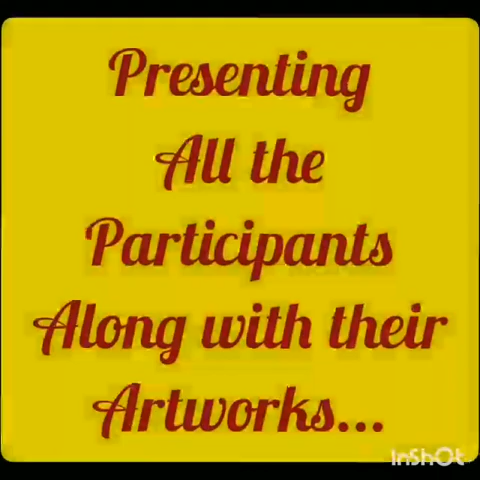 Presenting
All the
Participants
Along with their
Artworks...
InShOt